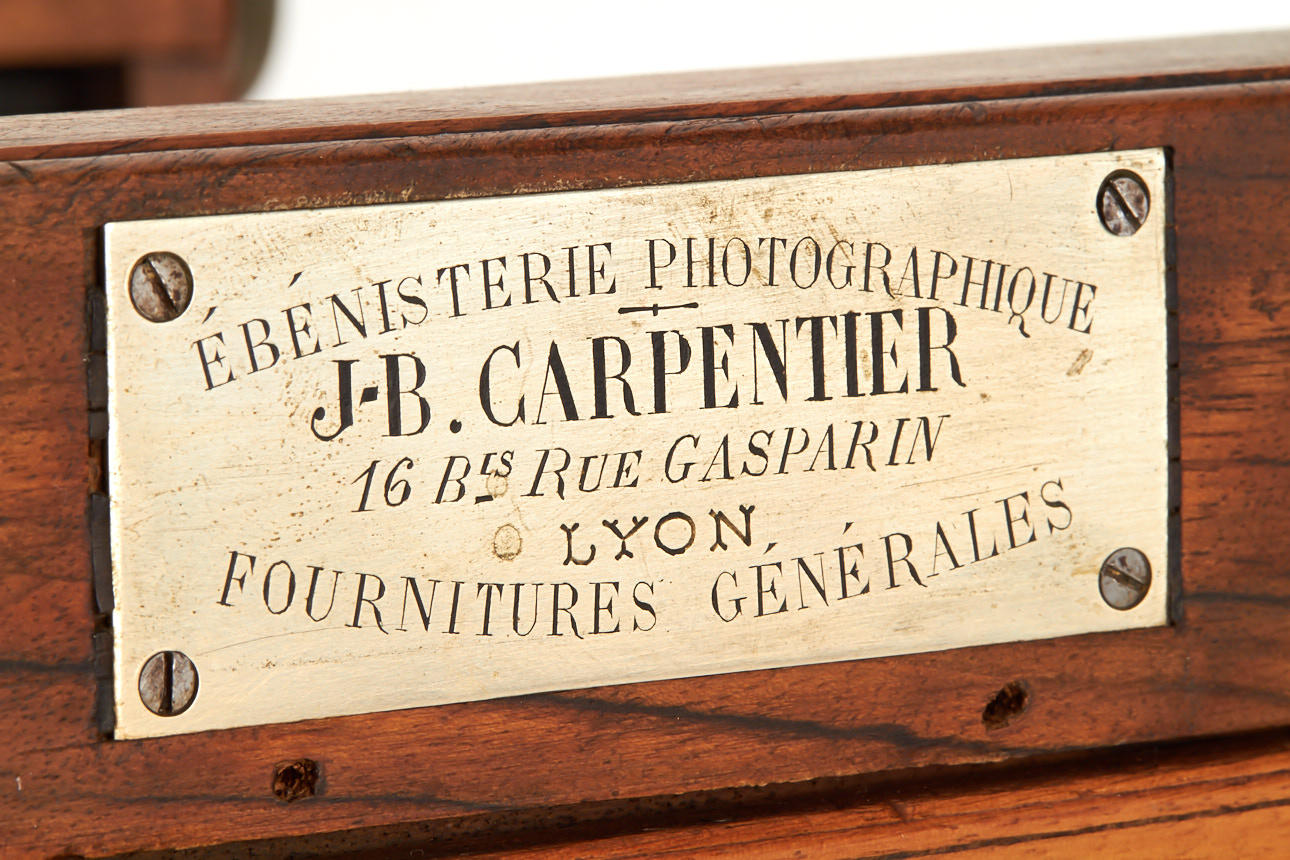 ÉBÉNISTERIE PHOTOGRAPHIQUE
J-B. CARPENTIER
16 BIS RUE GASPARIN
LYON
FOURNITURES GÉNÉRALES